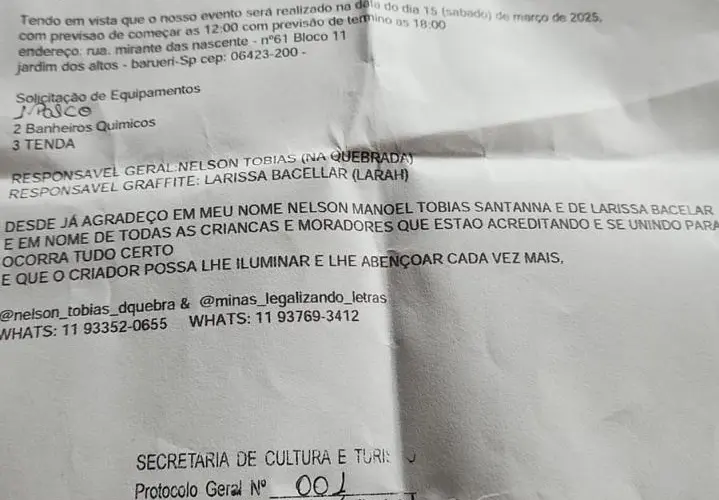 Tendo em vista que o nosso evento será realizado na data do dia 15 (sabado) de março de 2025,
com previsao de começar as 12:00 com previsão de termino as 18:00
endereço: rua. mirante das nascente - nº61 Bloco 11
jardim dos altos - barueri-Sp cep: 06423-200 -
Solicitação de Equipamentos
1 PALCO
2 Banheiros Quimicos
3 TENDA
RESPONSAVEL GERAL:NELSON TOBIAS (NA QUEBRADA)
RESPONSAVEL GRAFFITE: LARISSA BACELLAR (LARAH)
DESDE JÁ AGRADEÇO EM MEU NOME NELSON MANOEL TOBIAS SANTANNA E DE LARISSA BACELAR
E EM NOME DE TODAS AS CRIANCAS E MORADORES QUE ESTAO ACREDITANDO E SE UNINDO PARA
OCORRA TUDO CERTO
E QUE O CRIADOR POSSA LHE ILUMINAR E LHE ABENÇOAR CADA VEZ MAIS,
@nelson_tobias_dquebra & @minas_legalizando_letras
WHATS: 11 93352-0655 WHATS: 11 93769-3412
SECRETARIA DE CULTURA E TURIS O
Protocolo Geral Nº 001